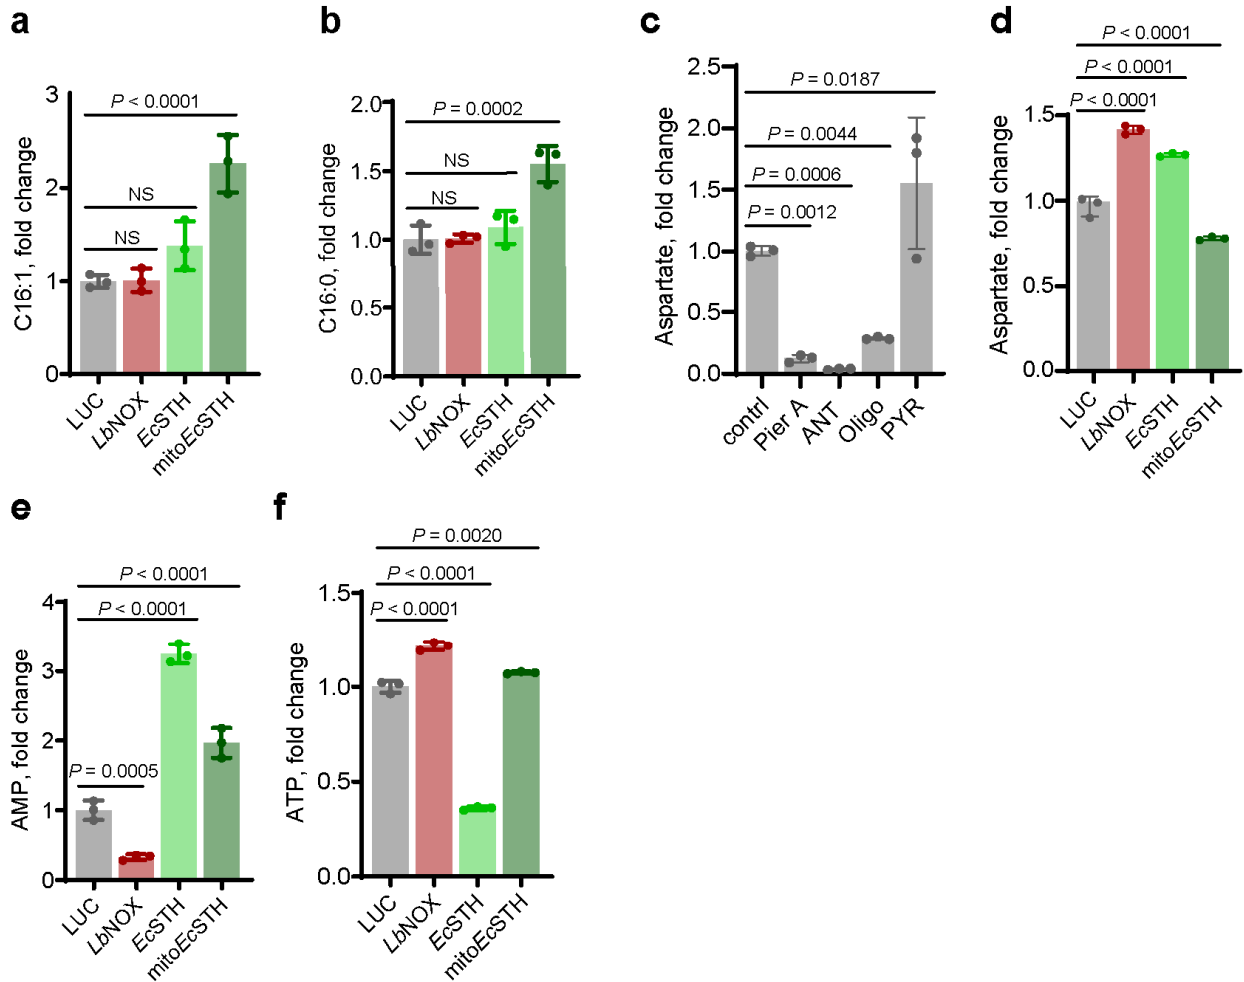 a
P < 0.0001
NS
NS
C16:1, fold change
3
2
1
0
LUC
LbNOX
EcSTH
mitoEcSTH
b
P = 0.0002
NS
NS
C16:0, fold change
2.0
1.5
1.0
0.5
0.0
LUC
LbNOX
EcSTH
mitoEcSTH
c
P = 0.0187
P = 0.0044
P = 0.0006
P = 0.0012
Aspartate, fold change
2.5
2.0
1.5
1.0
0.5
0.0
contrl
Pier A
ANT
Oligo
PYR
d
P < 0.0001
P < 0.0001
P < 0.0001
Aspartate, fold change
1.5
1.0
0.5
0.0
LUC
LbNOX
EcSTH
mitoEcSTH
e
P < 0.0001
P < 0.0001
P = 0.0005
AMP, fold change
4
3
2
1
0
LUC
LbNOX
EcSTH
mitoEcSTH
f
P = 0.0020
P < 0.0001
P < 0.0001
ATP, fold change
1.5
1.0
0.5
0.0
LUC
LbNOX
EcSTH
mitoEcSTH